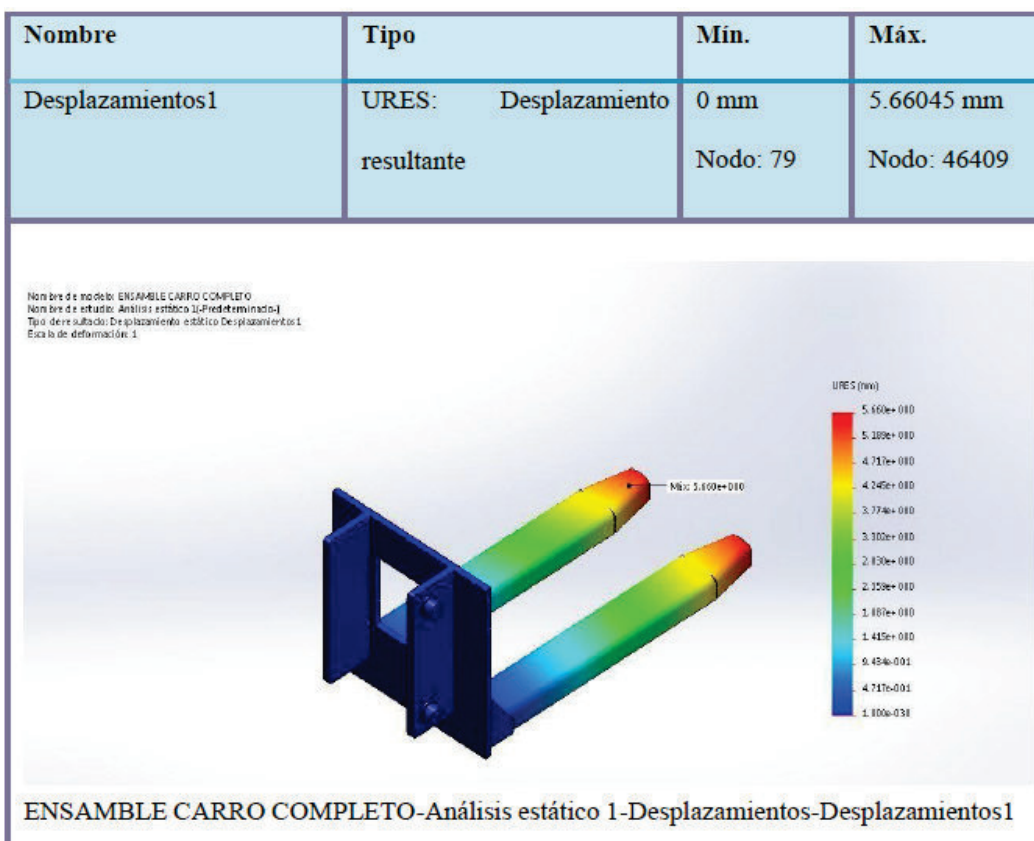 Nombre Tipo Mín. Máx.
Desplazamientos1 URES: Desplazamiento resultante 0 mm Nodo: 79 5.66045 mm Nodo: 46409
Nombre de modelo: ENSAMBLE CARRO COMPLETO
Nombre de estudio: Análisis estático 1(-Predeterminado-)
Tipo de resultado: Desplazamiento estático Desplazamientos1
Escala de deformación: 1
URES (mm)
5.660e+000
5.189e+000
4.717e+000
4.245e+000
3.774e+000
3.302e+000
2.830e+000
2.359e+000
1.887e+000
1.415e+000
9.434e-001
4.717e-001
1.000e-030
Máx: 5.660e+000
ENSAMBLE CARRO COMPLETO-Análisis estático 1-Desplazamientos-Desplazamientos1